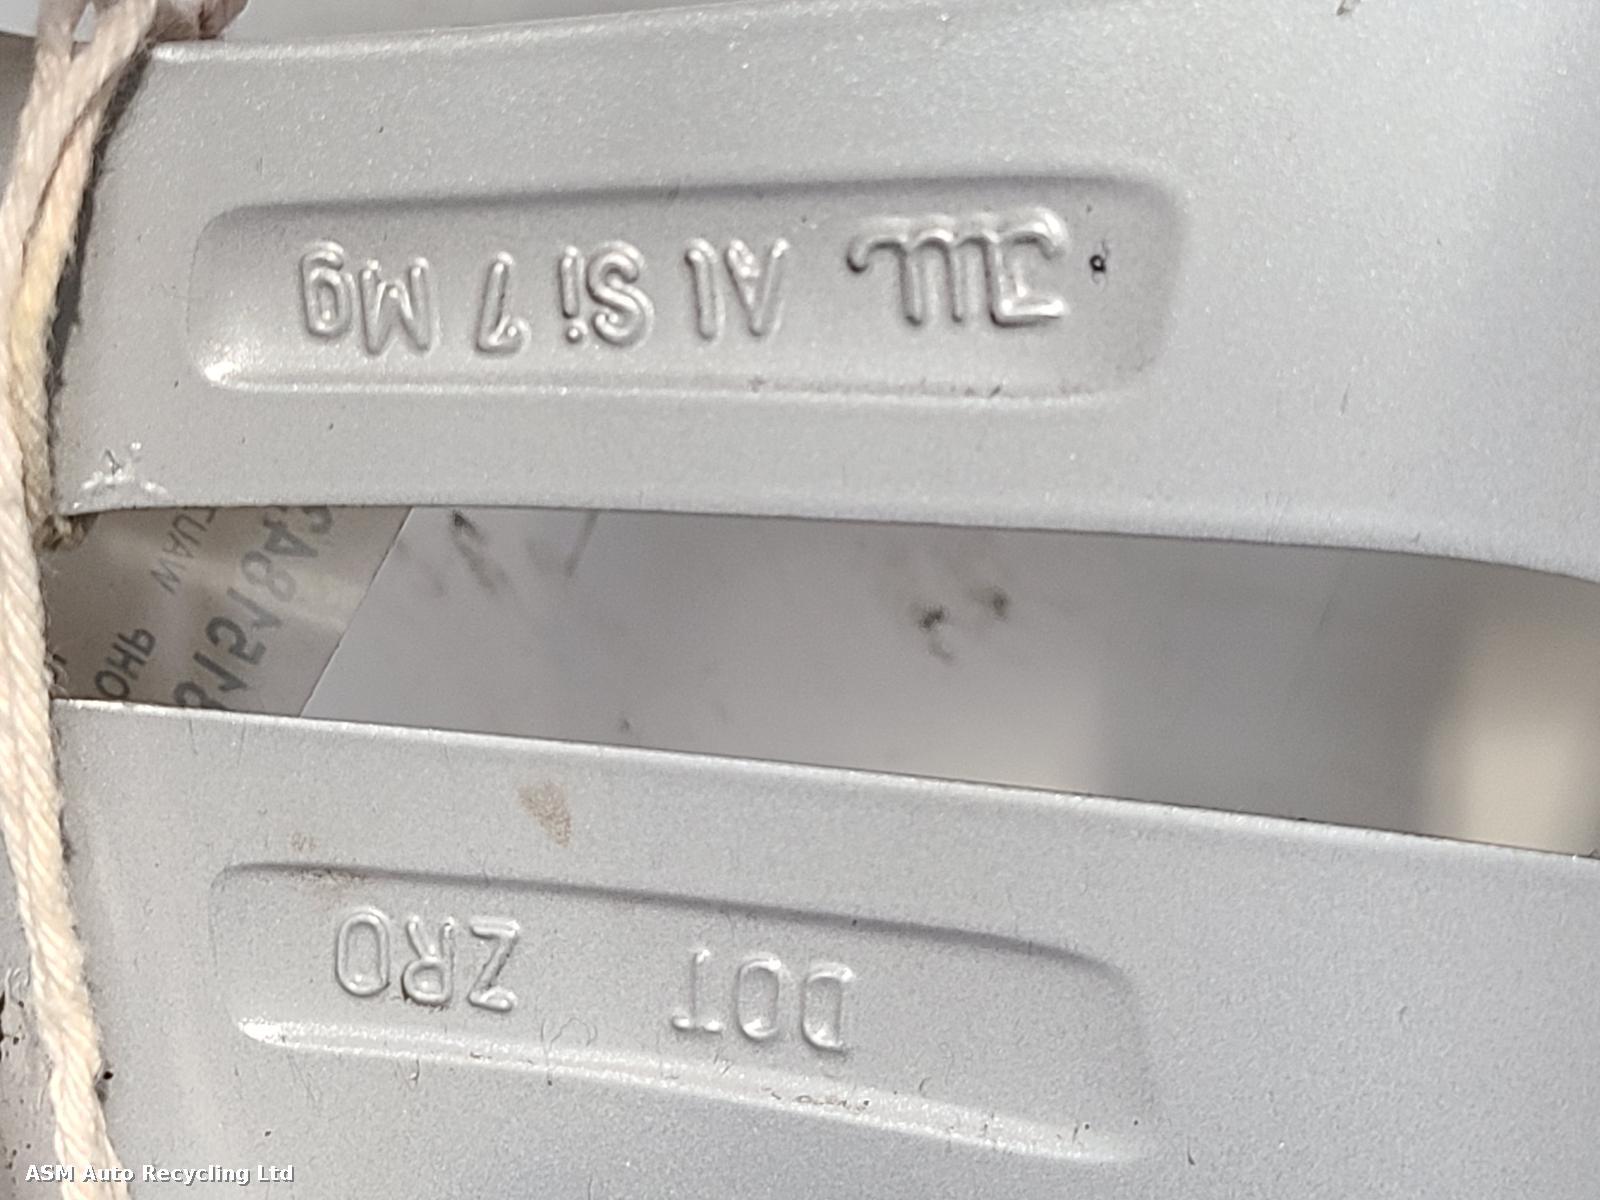 DOT ZRO
JWL Al Si 7 Mg
ASM Auto Recycling Ltd